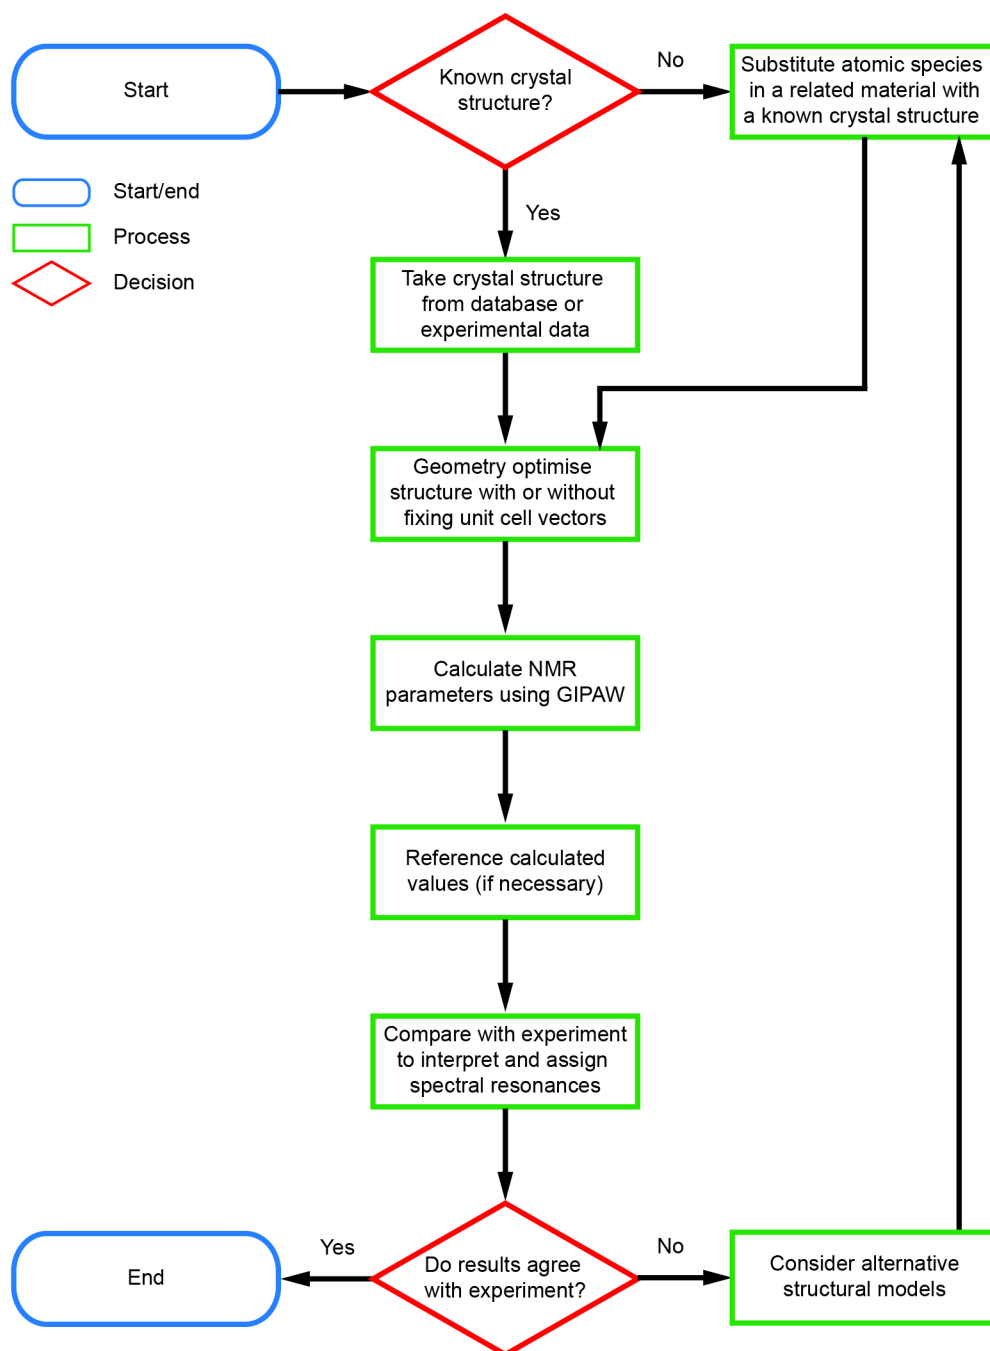 Start
Known crystal
structure?
No
Substitute atomic species
in a related material with
a known crystal structure
Start/end
Process
Decision
Yes
Take crystal structure
from database or
experimental data
Geometry optimise
structure with or without
fixing unit cell vectors
Calculate NMR
parameters using GIPAW
Reference calculated
values (if necessary)
Compare with experiment
to interpret and assign
spectral resonances
Do results agree
with experiment?
Yes
No
End
Consider alternative
structural models